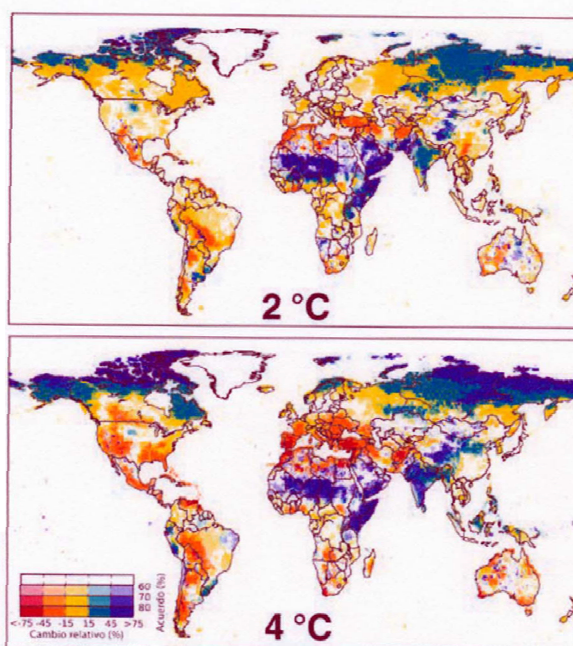 2 °C
4 °C
60
70
80
Acuerdo (%)
<-75 -45 -15 15 45 >75
Cambio relativo (%)